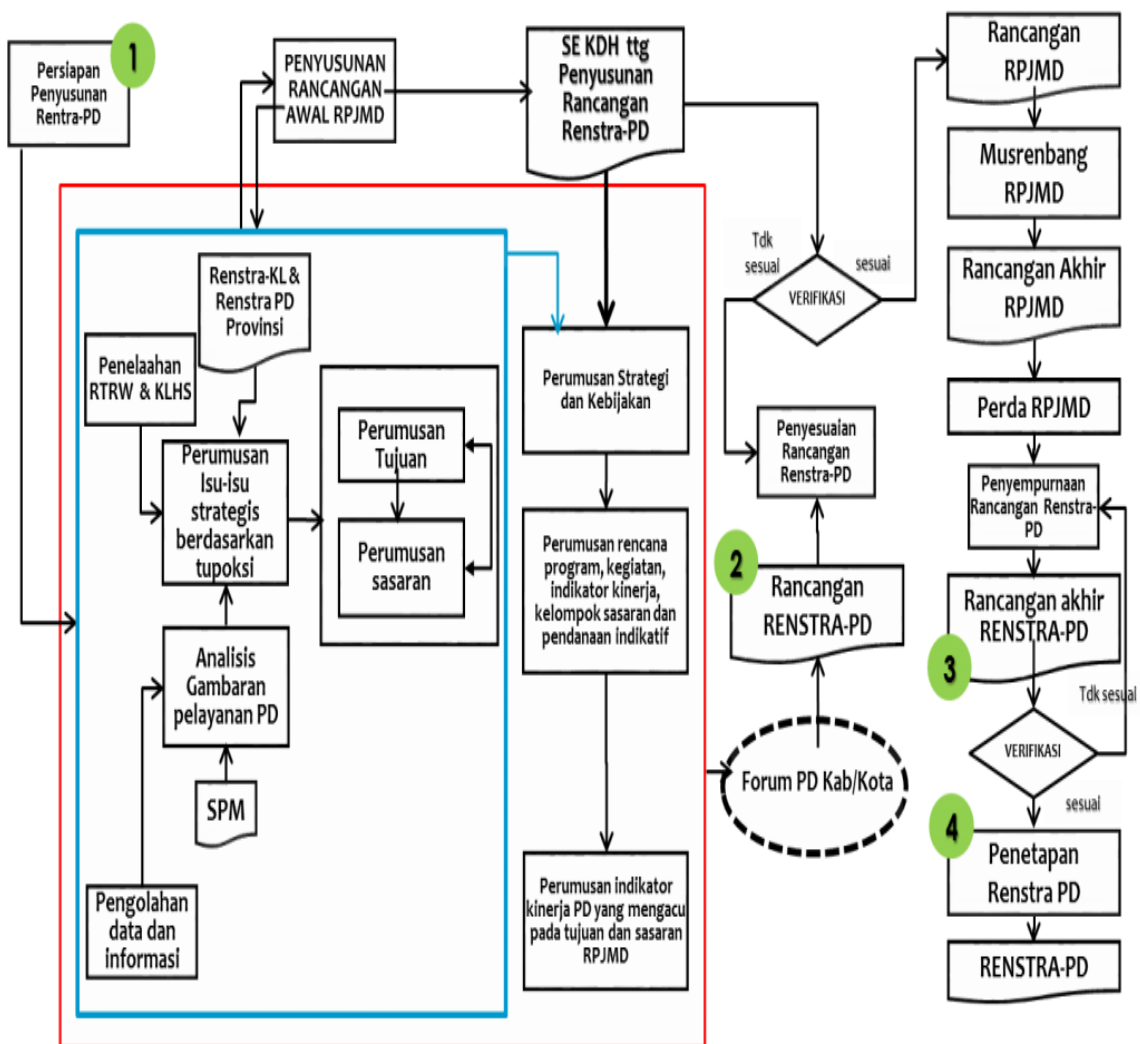 1
Persiapan
Penyusunan
Rentra-PD
PENYUSUNAN
RANCANGAN
AWAL RPJMD
SE KDH ttg
Penyusunan
Rancangan
Renstra-PD
Rancangan
RPJMD
Musrenbang
RPJMD
Rancangan Akhir
RPJMD
Perda RPJMD
Penyempurnaan
Rancangan Renstra-
PD
Rancangan akhir
RENSTRA-PD
3
Tdk sesuai
VERIFIKASI
sesuai
4
Penetapan
Renstra PD
RENSTRA-PD
Tdk
sesuai
sesuai
VERIFIKASI
Penyesuaian
Rancangan
Renstra-PD
2
Rancangan
RENSTRA-PD
Forum PD Kab/Kota
Renstra-KL &
Renstra PD
Provinsi
Penelaahan
RTRW & KLHS
Perumusan
Isu-isu
strategis
berdasarkan
tupoksi
Perumusan
Tujuan
Perumusan
sasaran
Analisis
Gambaran
pelayanan PD
SPM
Pengolahan
data dan
informasi
Perumusan Strategi
dan Kebijakan
Perumusan rencana
program, kegiatan,
indikator kinerja,
kelompok sasaran dan
pendanaan indikatif
Perumusan indikator
kinerja PD yang mengacu
pada tujuan dan sasaran
RPJMD